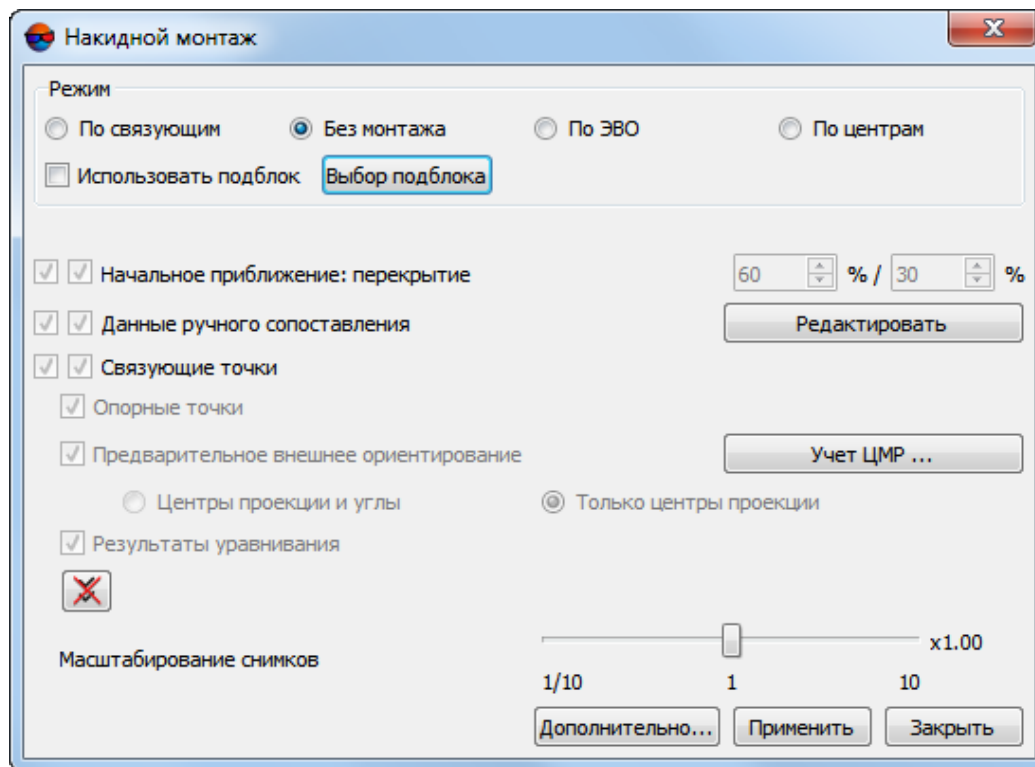 Накидной монтаж
Режим
По связующим Без монтажа По ЭВО По центрам
Использовать подблок Выбор подблока
Начальное приближение: перекрытие 60 % / 30 %
Данные ручного сопоставления Редактировать
Связующие точки
Опорные точки
Предварительное внешнее ориентирование Учет ЦМР ...
Центры проекции и углы Только центры проекции
Результаты уравнивания
Масштабирование снимков x1.00
1/10 1 10
Дополнительно... Применить Закрыть